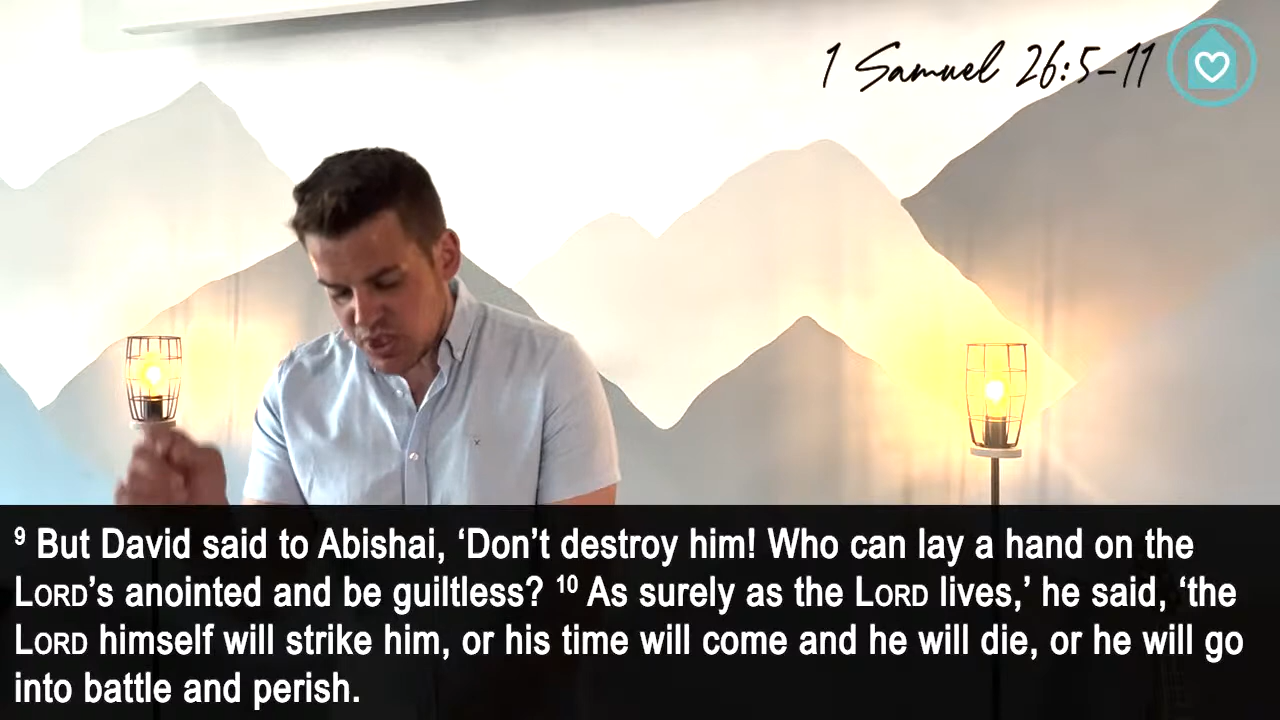 1 Samuel 26:5-11
⁹ But David said to Abishai, ‘Don’t destroy him! Who can lay a hand on the
LORD’s anointed and be guiltless? ¹⁰ As surely as the LORD lives,’ he said, ‘the
LORD himself will strike him, or his time will come and he will die, or he will go
into battle and perish.